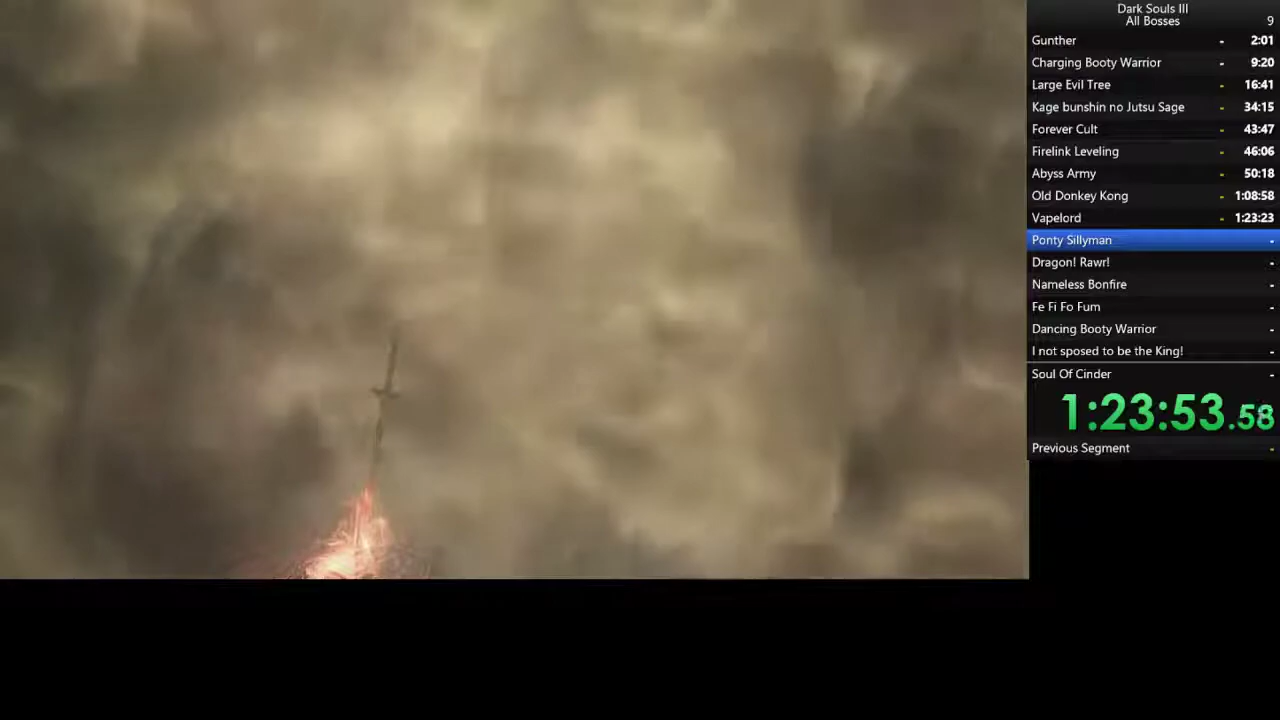 Dark Souls III
All Bosses 9
Gunther - 2:01
Charging Booty Warrior - 9:20
Large Evil Tree - 16:41
Kage bunshin no Jutsu Sage - 34:15
Forever Cult - 43:47
Firelink Leveling - 46:06
Abyss Army - 50:18
Old Donkey Kong - 1:08:58
Vapelord - 1:23:23
Ponty Sillyman -
Dragon! Rawr! -
Nameless Bonfire -
Fe Fi Fo Fum -
Dancing Booty Warrior -
I not sposed to be the King! -
Soul Of Cinder -
1:23:53.58
Previous Segment -